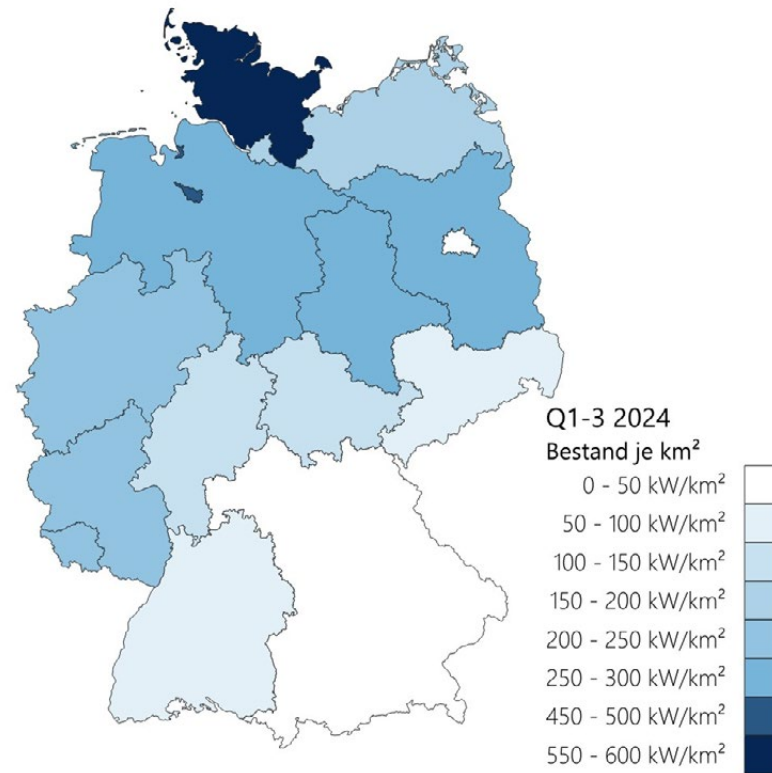 Q1-3 2024
Bestand je km²
0 - 50 kW/km²
50 - 100 kW/km²
100 - 150 kW/km²
150 - 200 kW/km²
200 - 250 kW/km²
250 - 300 kW/km²
450 - 500 kW/km²
550 - 600 kW/km²